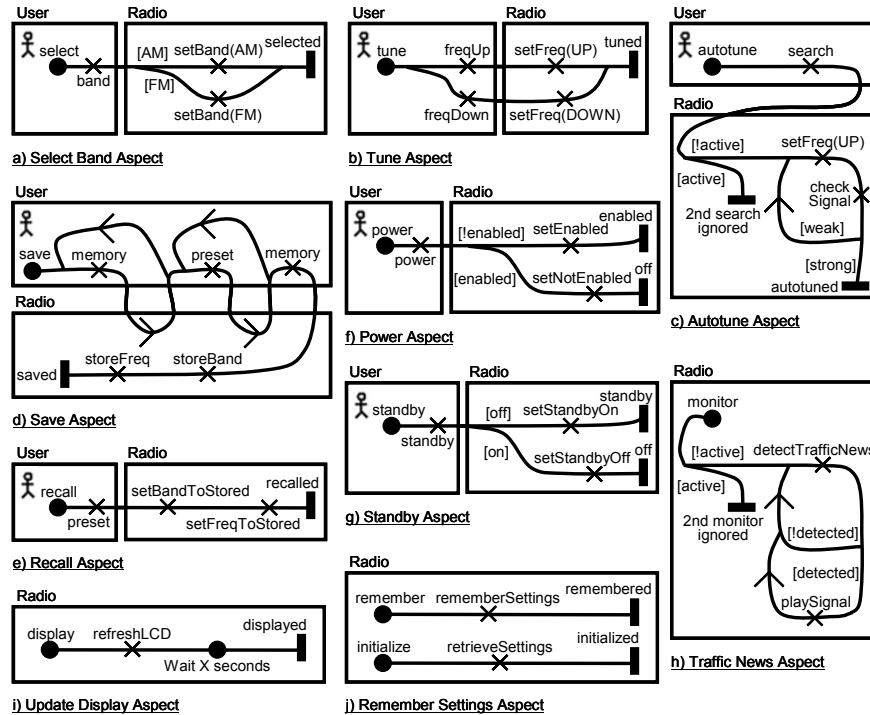 User
Radio
select
[AM]
setBand(AM)
selected
band
[FM]
setBand(FM)
a) Select Band Aspect
User
Radio
tune
freqUp
setFreq(UP)
tuned
freqDown
setFreq(DOWN)
b) Tune Aspect
User
autotune
search
Radio
[!active]
setFreq(UP)
[active]
check
Signal
2nd search
ignored
[weak]
[strong]
autotuned
c) Autotune Aspect
User
save
memory
preset
memory
Radio
storeFreq
storeBand
saved
d) Save Aspect
User
Radio
power
[!enabled]
setEnabled
enabled
power
[enabled]
setNotEnabled
off
f) Power Aspect
User
Radio
standby
[off]
setStandbyOn
standby
standby
[on]
setStandbyOff
off
g) Standby Aspect
User
Radio
recall
setBandToStored
recalled
preset
setFreqToStored
e) Recall Aspect
Radio
monitor
[!active]
detectTrafficNews
[active]
2nd monitor
ignored
[!detected]
[detected]
playSignal
h) Traffic News Aspect
Radio
display
refreshLCD
displayed
Wait X seconds
i) Update Display Aspect
Radio
remember
rememberSettings
remembered
initialize
retrieveSettings
initialized
j) Remember Settings Aspect